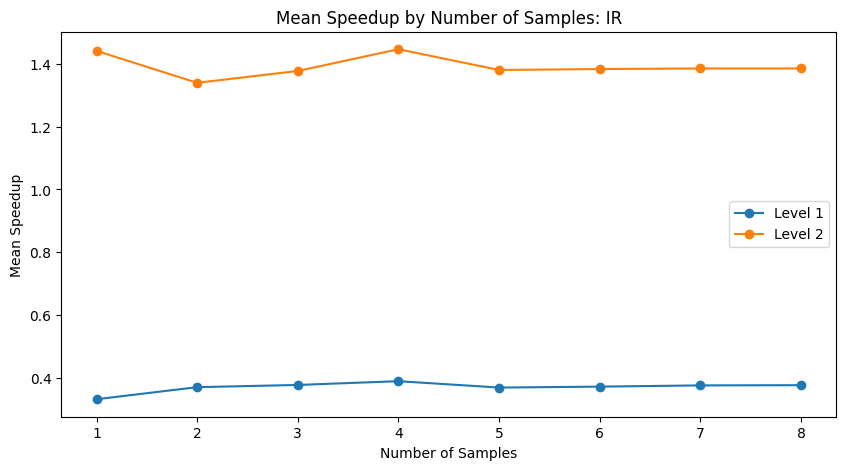 Mean Speedup by Number of Samples: IR
1.4
1.2
1.0
0.8
0.6
0.4
Mean Speedup
Level 1
Level 2
1 2 3 4 5 6 7 8
Number of Samples